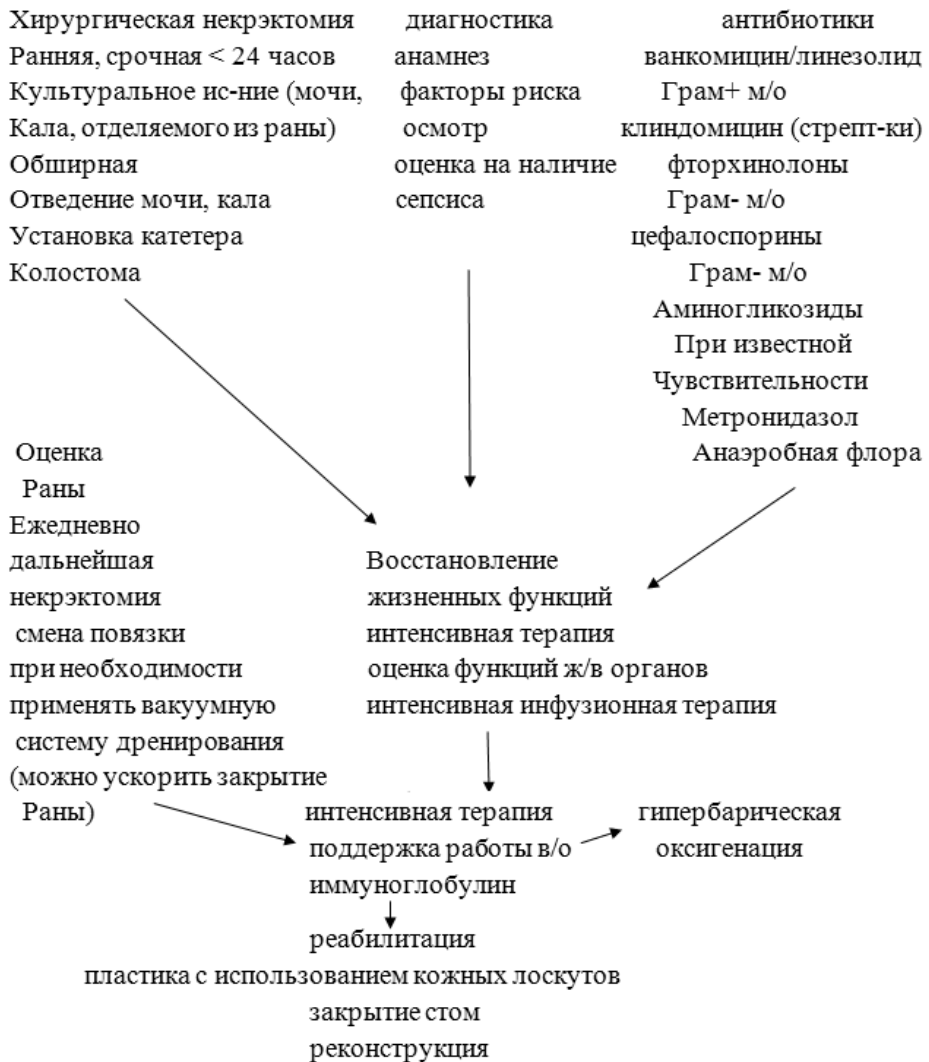 Хирургическая некрэктомия
Ранняя, срочная < 24 часов
Культуральное ис-ние (мочи,
Кала, отделяемого из раны)
Обширная
Отведение мочи, кала
Установка катетера
Колостома
диагностика
анамнез
факторы риска
осмотр
оценка на наличие
сепсиса
антибиотики
ванкомицин/линезолид
Грам+ м/о
клиндомицин (стрепт-ки)
фторхинолоны
Грам- м/о
цефалоспорины
Грам- м/о
Аминогликозиды
При известной
Чувствительности
Метронидазол
Анаэробная флора
Оценка
Раны
Ежедневно
дальнейшая
некрэктомия
смена повязки
при необходимости
применять вакуумную
систему дренирования
(можно ускорить закрытие
Раны)
Восстановление
жизненных функций
интенсивная терапия
оценка функций ж/в органов
интенсивная инфузионная терапия
интенсивная терапия
поддержка работы в/о
иммуноглобулин
гипербарическая
оксигенация
реабилитация
пластика с использованием кожных лоскутов
закрытие стом
реконструкция